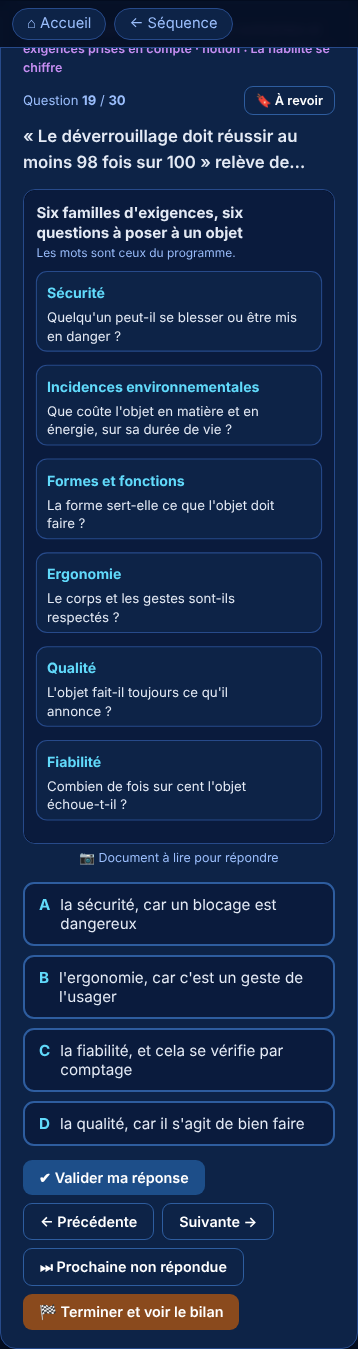 ⌂ Accueil
← Séquence
exigences prises en compte · notion : La fiabilité se
chiffre
Question 19 / 30
🔖 À revoir
« Le déverrouillage doit réussir au
moins 98 fois sur 100 » relève de…
Six familles d'exigences, six
questions à poser à un objet
Les mots sont ceux du programme.
Sécurité
Quelqu'un peut-il se blesser ou être mis
en danger ?
Incidences environnementales
Que coûte l'objet en matière et en
énergie, sur sa durée de vie ?
Formes et fonctions
La forme sert-elle ce que l'objet doit
faire ?
Ergonomie
Le corps et les gestes sont-ils
respectés ?
Qualité
L'objet fait-il toujours ce qu'il
annonce ?
Fiabilité
Combien de fois sur cent l'objet
échoue-t-il ?
📷 Document à lire pour répondre
A la sécurité, car un blocage est
dangereux
B l'ergonomie, car c'est un geste de
l'usager
C la fiabilité, et cela se vérifie par
comptage
D la qualité, car il s'agit de bien faire
✔ Valider ma réponse
← Précédente
Suivante →
⏭ Prochaine non répondue
🏁 Terminer et voir le bilan